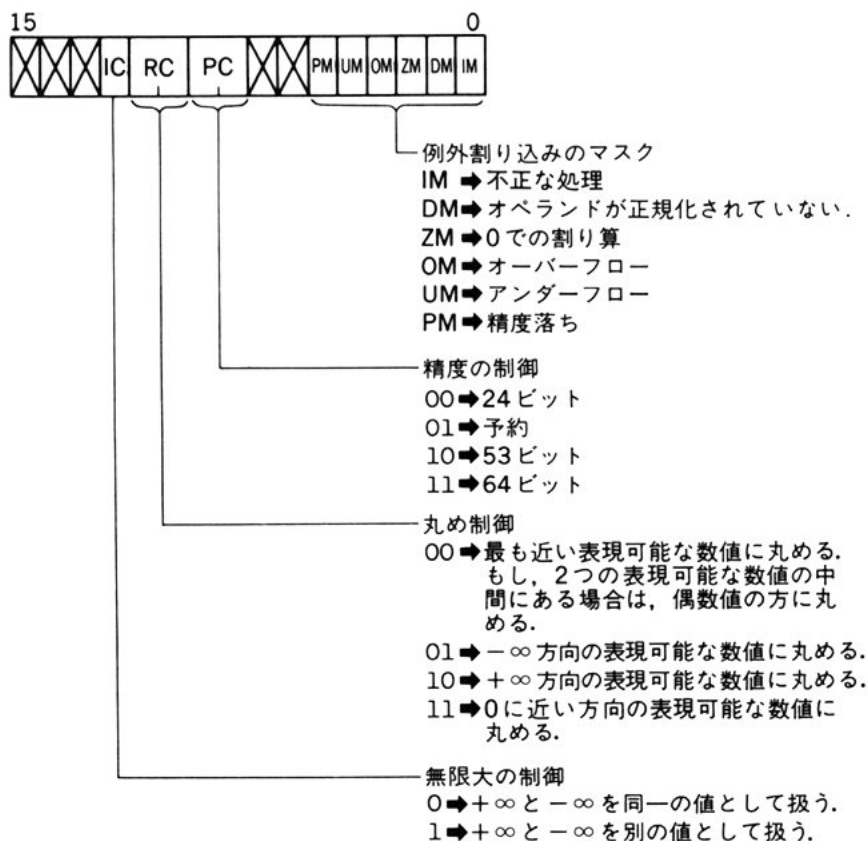 15 0
IC RC PC PM UM OM ZM DM IM
例外割り込みのマスク
IM➡不正な処理
DM➡オペランドが正規化されていない.
ZM➡0での割り算
OM➡オーバーフロー
UM➡アンダーフロー
PM➡精度落ち
精度の制御
00➡24ビット
01➡予約
10➡53ビット
11➡64ビット
丸め制御
00➡最も近い表現可能な数値に丸める.
もし,2つの表現可能な数値の中
間にある場合は,偶数値の方に丸
める.
01➡−∞方向の表現可能な数値に丸める.
10➡+∞方向の表現可能な数値に丸める.
11➡0に近い方向の表現可能な数値に
丸める.
無限大の制御
0➡+∞と−∞を同一の値として扱う.
1➡+∞と−∞を別の値として扱う.